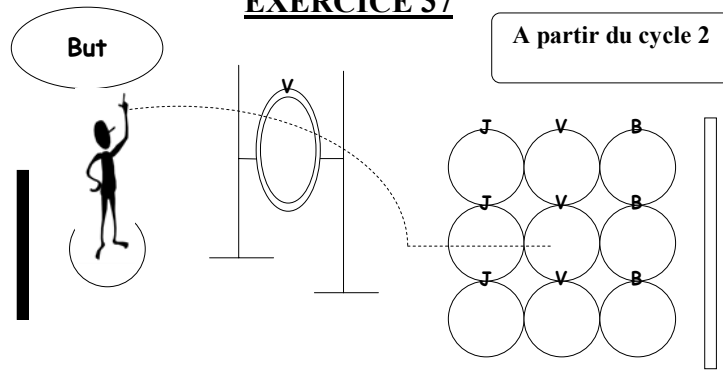 EXERCICE 37
A partir du cycle 2
But
V
J V B
J V B
J V B